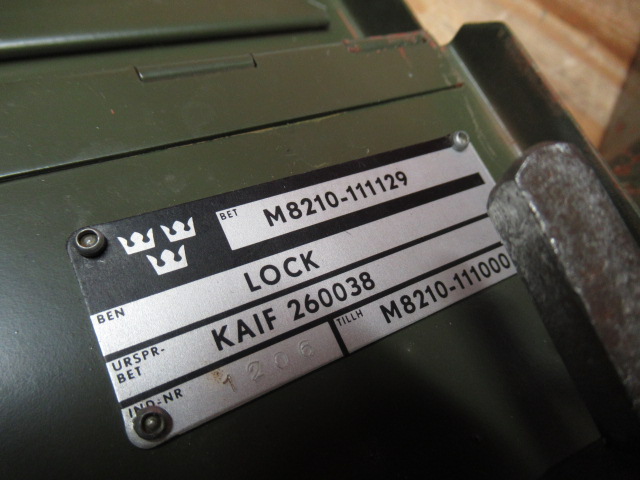 BET M8210-111129
BEN LOCK
URSPR-BET KAIF 260038
IND-NR 1206 TILLH M8210-111000